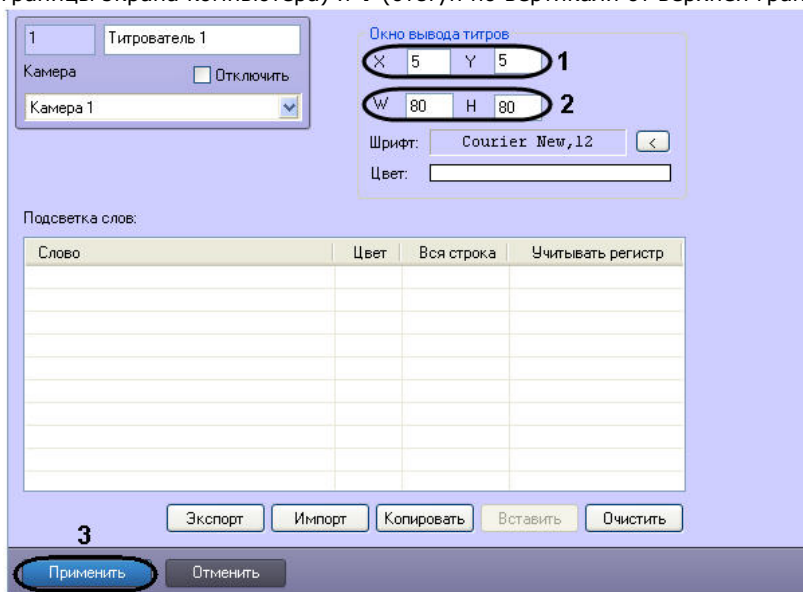 границы экрана компьютера) и Y (отступ по вертикали от верхней гран
1 Титрователь 1
Камера Отключить
Камера 1
Окно вывода титров
X 5 Y 5 1
W 80 H 80 2
Шрифт: Courier New,12 <
Цвет:
Подсветка слов:
Слово Цвет Вся строка Учитывать регистр
Экспорт Импорт Копировать Вставить Очистить
3
Применить Отменить